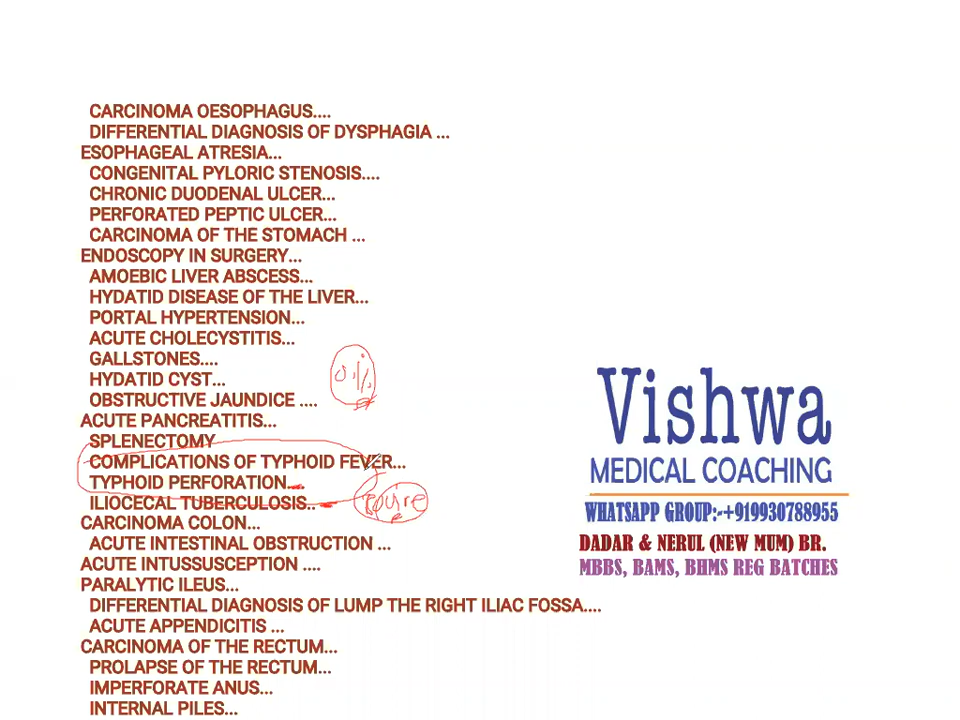 CARCINOMA OESOPHAGUS....
DIFFERENTIAL DIAGNOSIS OF DYSPHAGIA ...
ESOPHAGEAL ATRESIA...
CONGENITAL PYLORIC STENOSIS....
CHRONIC DUODENAL ULCER...
PERFORATED PEPTIC ULCER...
CARCINOMA OF THE STOMACH ...
ENDOSCOPY IN SURGERY...
AMOEBIC LIVER ABSCESS...
HYDATID DISEASE OF THE LIVER...
PORTAL HYPERTENSION...
ACUTE CHOLECYSTITIS...
GALLSTONES....
HYDATID CYST...
OBSTRUCTIVE JAUNDICE ....
ACUTE PANCREATITIS...
SPLENECTOMY
COMPLICATIONS OF TYPHOID FEVER...
TYPHOID PERFORATION...
ILIOCECAL TUBERCULOSIS..
CARCINOMA COLON...
ACUTE INTESTINAL OBSTRUCTION ...
ACUTE INTUSSUSCEPTION ....
PARALYTIC ILEUS...
DIFFERENTIAL DIAGNOSIS OF LUMP THE RIGHT ILIAC FOSSA....
ACUTE APPENDICITIS ...
CARCINOMA OF THE RECTUM...
PROLAPSE OF THE RECTUM...
IMPERFORATE ANUS...
INTERNAL PILES...
Vishwa
MEDICAL COACHING
WHATSAPP GROUP:-+919930788955
DADAR & NERUL (NEW MUM) BR.
MBBS, BAMS, BHMS REG BATCHES